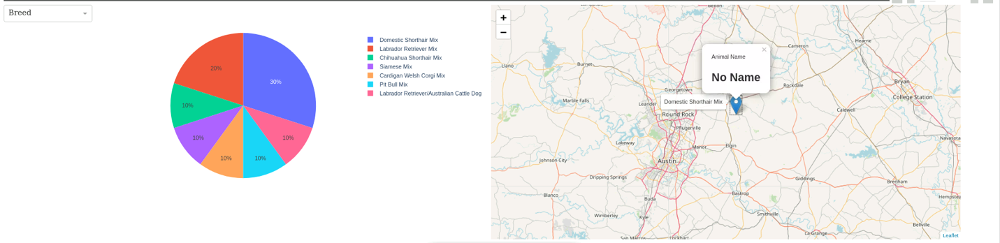 Breed
30%
20%
10%
10%
10%
10%
10%
Domestic Shorthair Mix
Labrador Retriever Mix
Chihuahua Shorthair Mix
Siamese Mix
Cardigan Welsh Corgi Mix
Pit Bull Mix
Labrador Retriever/Australian Cattle Dog
+
−
Belton
Cameron
Hearne
Llano
Burnet
Animal Name
×
No Name
Rockdale
Bryan
College Station
Georgetown
Marble Falls
Leander
Domestic Shorthair Mix
Round Rock
Caldwell
Pflugerville
Lakeway
Manor
Elgin
Navasota
Johnson City
Austin
Dripping Springs
Giddings
Brenham
Blanco
Buda
Bastrop
Hempstea
Wimberley
Kyle
Smithville
Bellville
San Marcos
Lockhart
La Grange
Leaflet